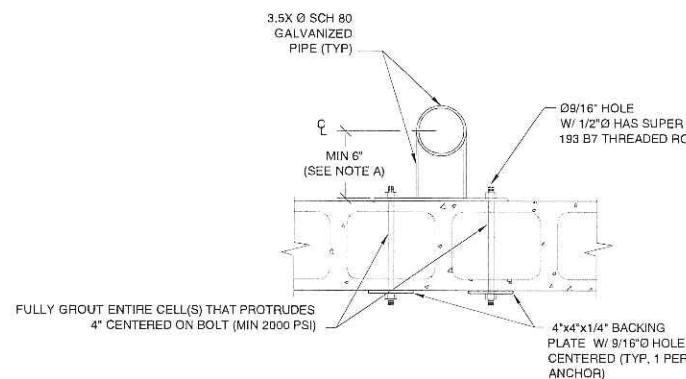 3.5X Ø SCH 80
GALVANIZED
PIPE (TYP)
Ø9/16" HOLE
W/ 1/2"Ø HAS SUPER
193 B7 THREADED RO
℄
MIN 6"
(SEE NOTE A)
FULLY GROUT ENTIRE CELL(S) THAT PROTRUDES
4" CENTERED ON BOLT (MIN 2000 PSI)
4"x4"x1/4" BACKING
PLATE W/ 9/16"Ø HOLE
CENTERED (TYP, 1 PER
ANCHOR)